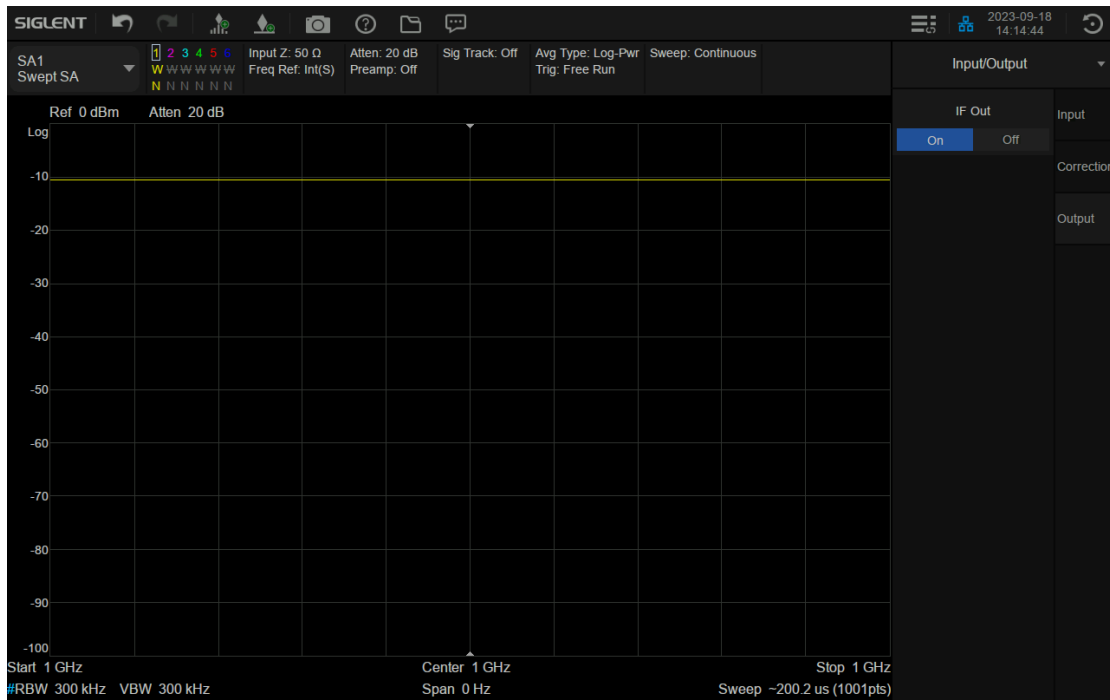 SIGLENT
2023-09-18
14:14:44
SA1
Swept SA
1 2 3 4 5 6
W W W W W W
N N N N N N
Input Z: 50 Ω
Freq Ref: Int(S)
Atten: 20 dB
Preamp: Off
Sig Track: Off
Avg Type: Log-Pwr
Trig: Free Run
Sweep: Continuous
Input/Output
Ref 0 dBm Atten 20 dB
Log
-10
-20
-30
-40
-50
-60
-70
-80
-90
-100
Start 1 GHz Center 1 GHz Stop 1 GHz
#RBW 300 kHz VBW 300 kHz Span 0 Hz Sweep ~200.2 us (1001pts)
IF Out
On Off
Input
Correction
Output